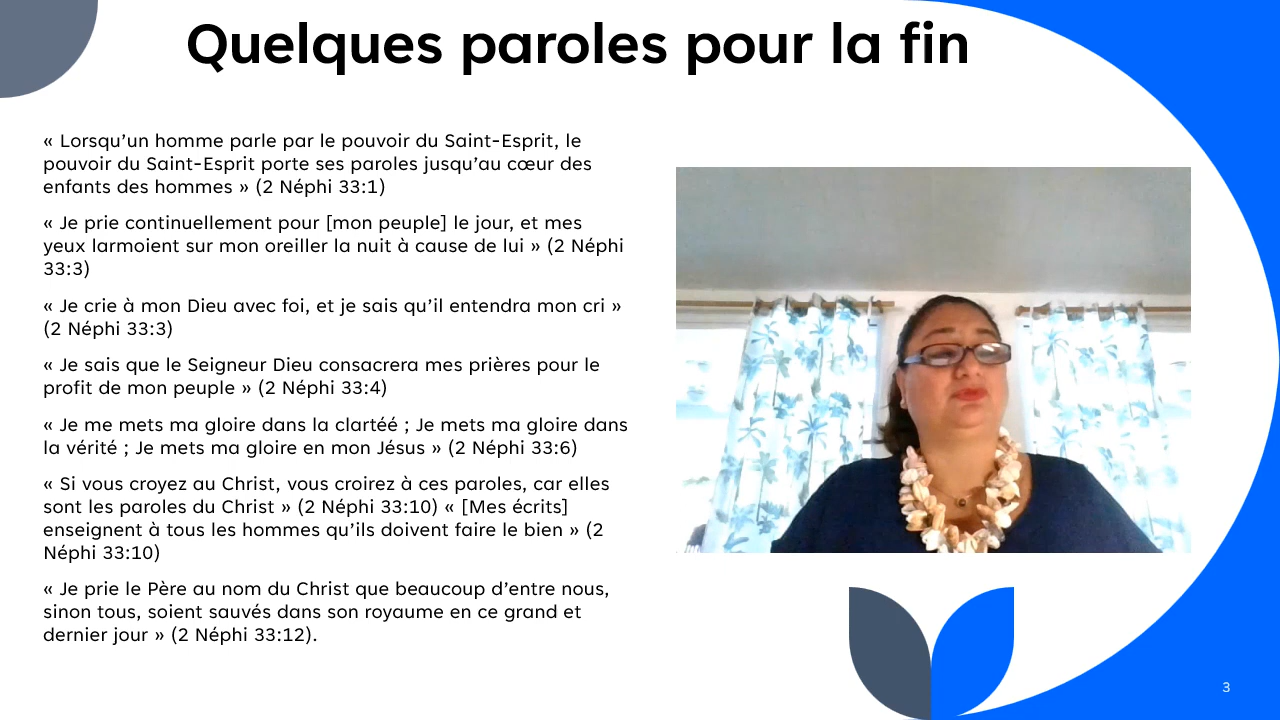 Quelques paroles pour la fin
« Lorsqu’un homme parle par le pouvoir du Saint-Esprit, le
pouvoir du Saint-Esprit porte ses paroles jusqu’au cœur des
enfants des hommes » (2 Néphi 33:1)
« Je prie continuellement pour [mon peuple] le jour, et mes
yeux larmoient sur mon oreiller la nuit à cause de lui » (2 Néphi
33:3)
« Je crie à mon Dieu avec foi, et je sais qu’il entendra mon cri »
(2 Néphi 33:3)
« Je sais que le Seigneur Dieu consacrera mes prières pour le
profit de mon peuple » (2 Néphi 33:4)
« Je me mets ma gloire dans la clartéé ; Je mets ma gloire dans
la vérité ; Je mets ma gloire en mon Jésus » (2 Néphi 33:6)
« Si vous croyez au Christ, vous croirez à ces paroles, car elles
sont les paroles du Christ » (2 Néphi 33:10) « [Mes écrits]
enseignent à tous les hommes qu’ils doivent faire le bien » (2
Néphi 33:10)
« Je prie le Père au nom du Christ que beaucoup d’entre nous,
sinon tous, soient sauvés dans son royaume en ce grand et
dernier jour » (2 Néphi 33:12).
3